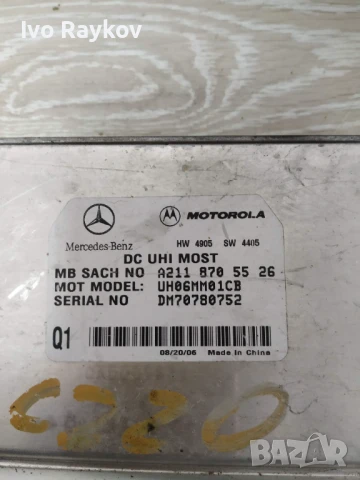 Ivo Raykov
MOTOROLA
Mercedes-Benz HW 4905 SW 4405
DC UHI MOST
MB SACH NO A211 870 55 26
MOT MODEL: UH06MM01CB
SERIAL NO DM70780752
Q1
08/20/06 Made In China
C220
bazar